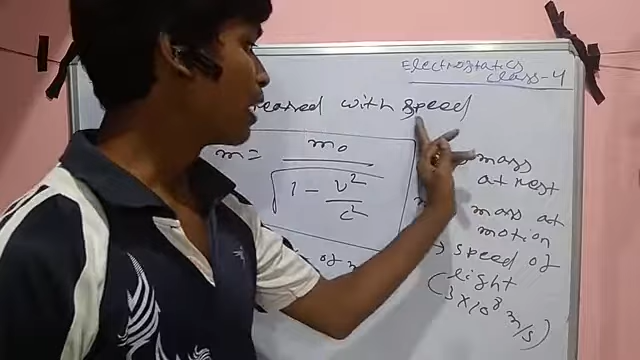 Electrostatics
Class-4
with speed
m = m₀ / √(1 - v²/c²)
mass
at rest
mass at
motion
→ speed of
light
(3×10⁸ m/s)
of